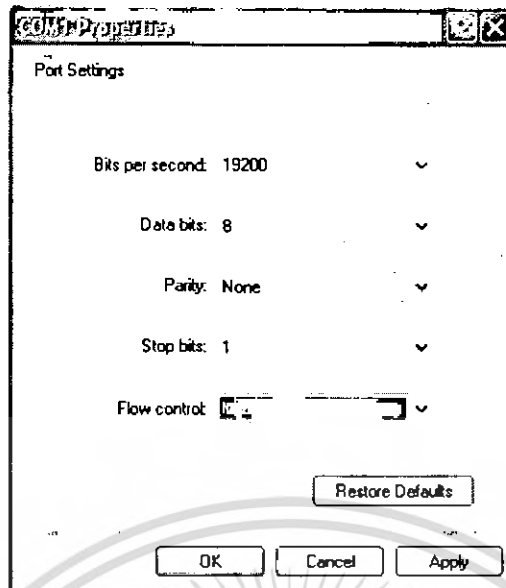 COM1 Properties
Port Settings
Bits per second: 19200
Data bits: 8
Parity: None
Stop bits: 1
Flow control:
Restore Defaults
OK Cancel Apply